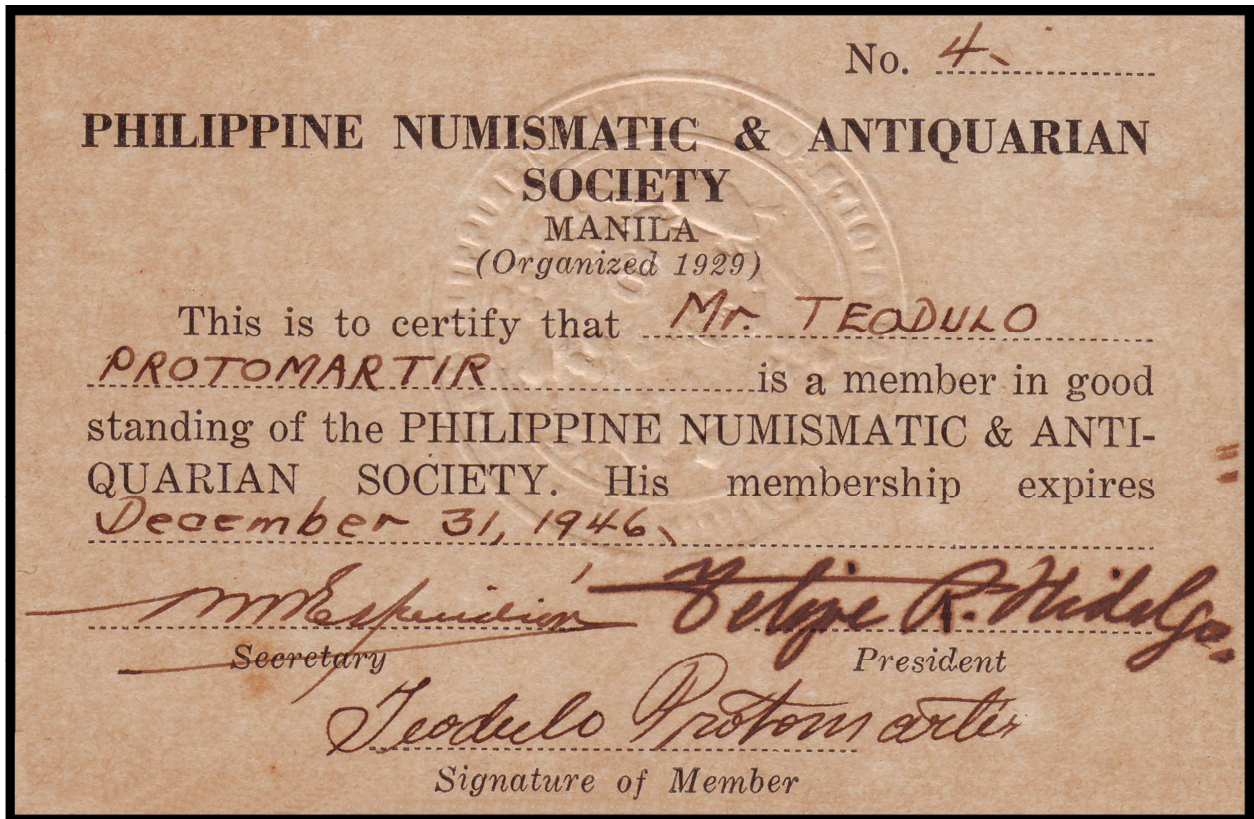 No. 4.
PHILIPPINE NUMISMATIC & ANTIQUARIAN
SOCIETY
MANILA
(Organized 1929)
This is to certify that Mr. TEODULO
PROTOMARTIR is a member in good
standing of the PHILIPPINE NUMISMATIC & ANTI-
QUARIAN SOCIETY. His membership expires
December 31, 1946.
Felipe R. Hidalgo
Secretary President
Teodulo Protomartir
Signature of Member